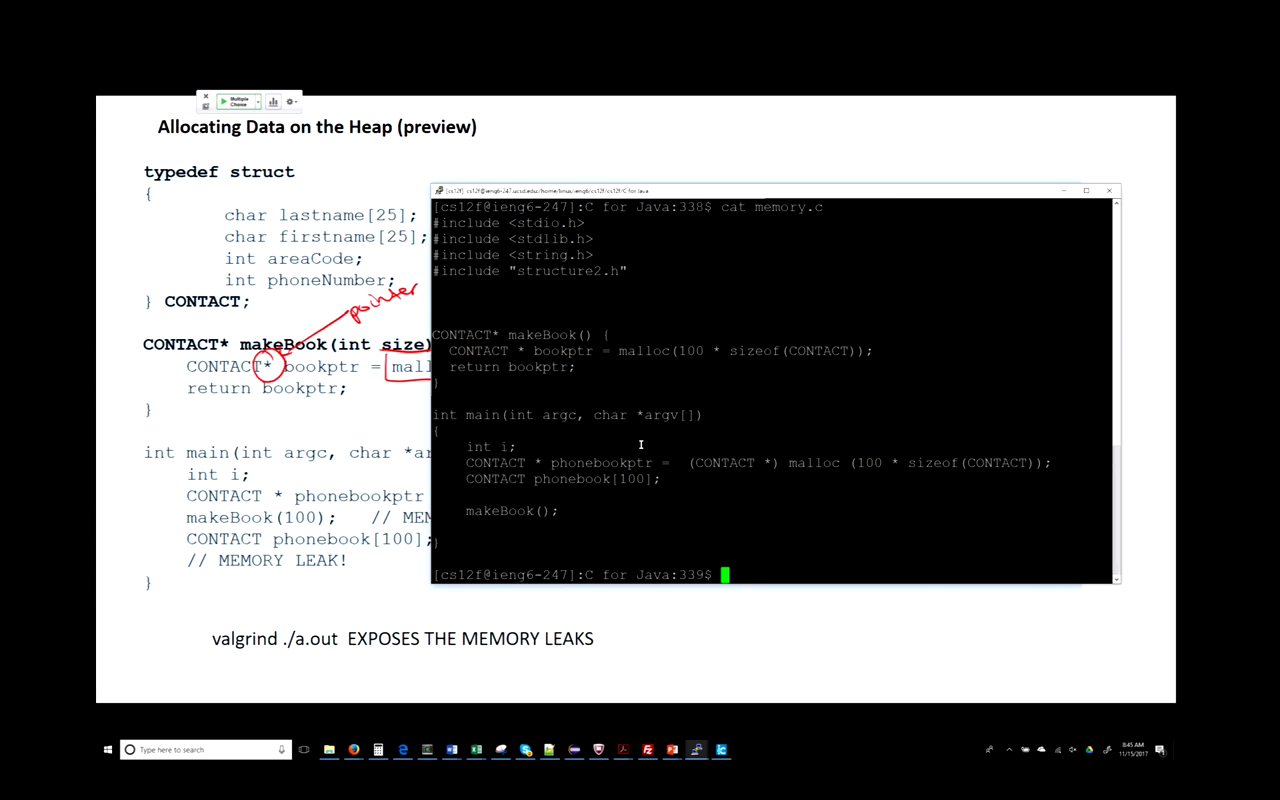 Multiple
Choice
Allocating Data on the Heap (preview)
typedef struct
{
char lastname[25];
char firstname[25];
int areaCode;
int phoneNumber;
} CONTACT;
pointer
CONTACT* makeBook(int size)
CONTACT* bookptr = mall
return bookptr;
}
int main(int argc, char *ar
int i;
CONTACT * phonebookptr
makeBook(100); // MEM
CONTACT phonebook[100];
// MEMORY LEAK!
}
valgrind ./a.out EXPOSES THE MEMORY LEAKS
[cs12f] cs12f@ieng6-247.ucsd.edu:/home/linux/ieng6/cs12f/cs12f/C for Java
[cs12f@ieng6-247]:C for Java:338$ cat memory.c
#include <stdio.h>
#include <stdlib.h>
#include <string.h>
#include "structure2.h"
CONTACT* makeBook() {
CONTACT * bookptr = malloc(100 * sizeof(CONTACT));
return bookptr;
}
int main(int argc, char *argv[])
{
int i;
CONTACT * phonebookptr = (CONTACT *) malloc (100 * sizeof(CONTACT));
CONTACT phonebook[100];
makeBook();
}
[cs12f@ieng6-247]:C for Java:339$
Type here to search
8:45 AM
11/15/2017